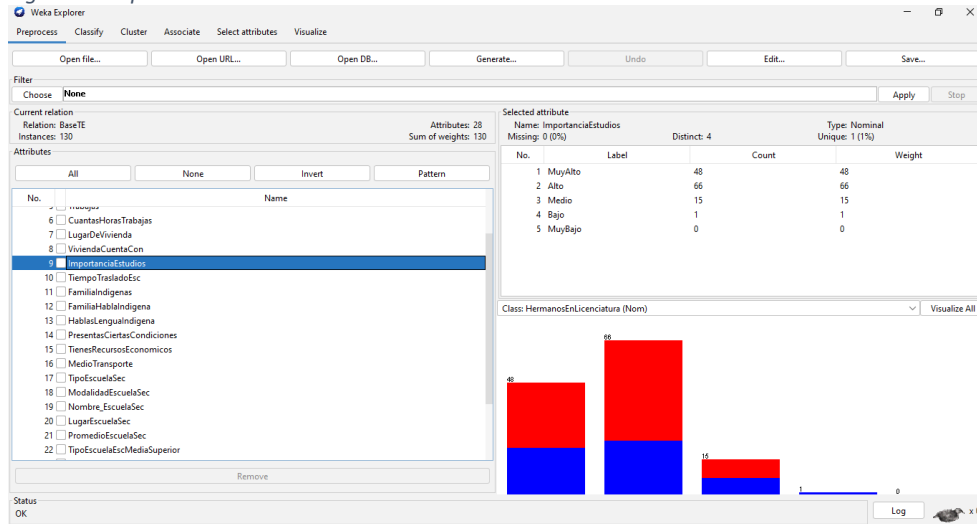 Weka Explorer
Preprocess Classify Cluster Associate Select attributes Visualize
Open file... Open URL... Open DB... Generate... Undo Edit... Save...
Filter
Choose None Apply Stop
Current relation
Relation: BaseTE Attributes: 28
Instances: 130 Sum of weights: 130
Attributes
All None Invert Pattern
No. Name
6 CuantasHorasTrabajas
7 LugarDeVivienda
8 ViviendaCuentaCon
9 ImportanciaEstudios
10 TiempoTrasladoEsc
11 FamiliaIndigenas
12 FamiliaHablaIndigena
13 HablasLenguaIndigena
14 PresentasCiertasCondiciones
15 TienesRecursosEconomicos
16 MedioTransporte
17 TipoEscuelaSec
18 ModalidadEscuelaSec
19 Nombre_EscuelaSec
20 LugarEscuelaSec
21 PromedioEscuelaSec
22 TipoEscuelaEscMediaSuperior
Remove
Selected attribute
Name: ImportanciaEstudios Type: Nominal
Missing: 0 (0%) Distinct: 4 Unique: 1 (1%)
No. Label Count Weight
1 MuyAlto 48 48
2 Alto 66 66
3 Medio 15 15
4 Bajo 1 1
5 MuyBajo 0 0
Class: HermanosEnLicenciatura (Nom) Visualize All
66
48
15
1
0
Status
OK
Log x